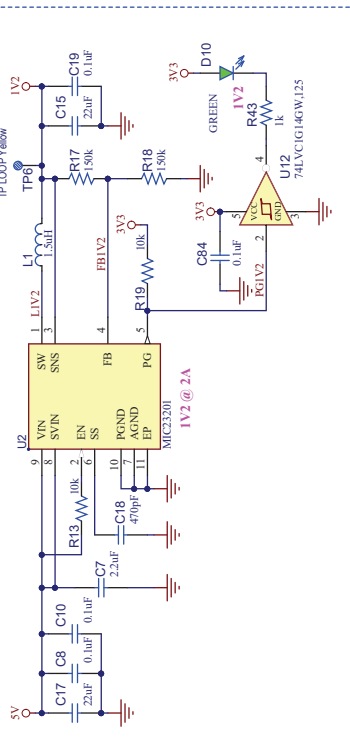 5V
C17
22uF
C8
0.1uF
C10
0.1uF
C7
2.2uF
R13
10k
C18
470pF
U2
9
VIN
8
SVIN
2
EN
6
SS
10
PGND
7
AGND
11
EP
SW
1
SNS
3
FB
4
PG
5
MIC23201
1V2 @ 2A
L1V2
L1
1.5uH
TP6
TP LOOP Yellow
1V2
C15
22uF
C19
0.1uF
R17
150k
R18
150k
FB1V2
3V3
R19
10k
PG1V2
3V3
C84
0.1uF
VCC
GND
5
2
3
4
U12
74LVC1G14GW,125
R43
1k
3V3
D10
GREEN
1V2